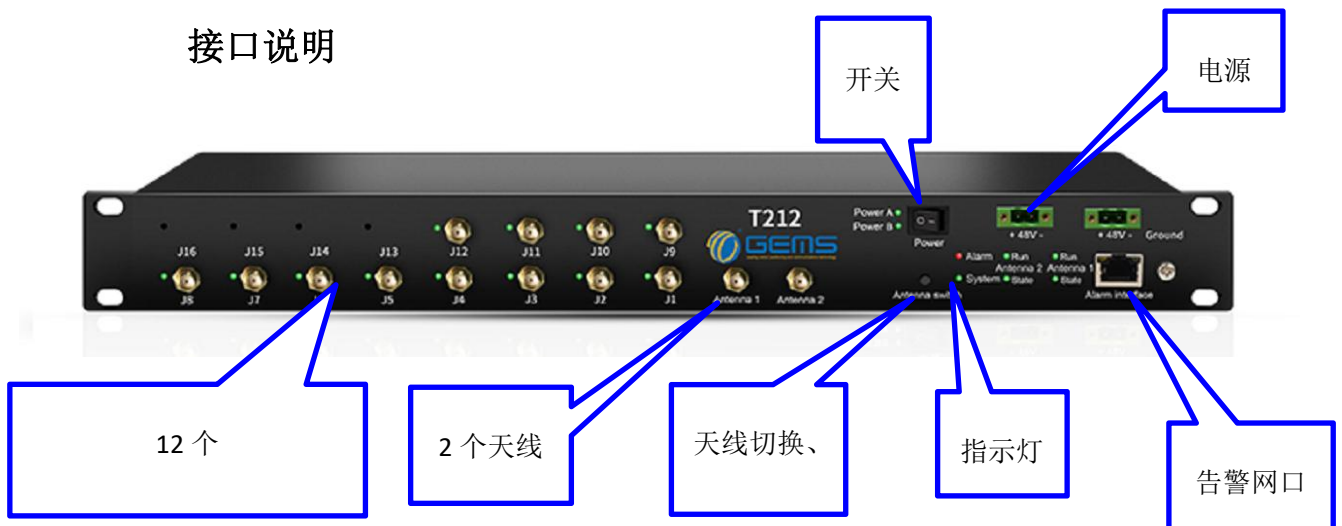 接口说明
开关
电源
T212
GEMS
Power A
Power B
Power
+ 48V -
+ 48V -
Ground
J16
J15
J14
J13
J12
J11
J10
J9
Alarm
Run
Run
Antenna 2
Antenna 1
System
State
State
J8
J7
J5
J4
J3
J2
J1
Antenna 1
Antenna 2
Antenna
Alarm interface
12 个
2 个天线
天线切换、
指示灯
告警网口